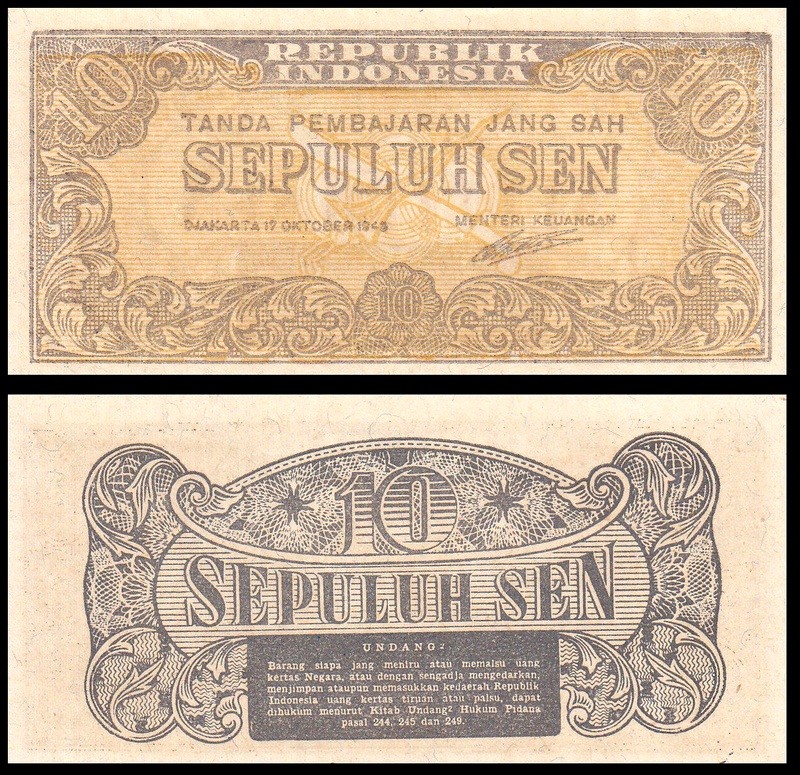 REPUBLIK
INDONESIA
10
10
TANDA PEMBAJARAN JANG SAH
SEPULUH SEN
DJAKARTA 17 OKTOBER 1945
MENTERI KEUANGAN
10
10
SEPULUH SEN
UNDANG²
Barang siapa jang meniru atau memalsu uang
kertas Negara, atau dengan sengadja mengedarkan,
menjimpan ataupun memasukkan kedaerah Republik
Indonesia uang kertas tiruan atau palsu, dapat
dihukum menurut Kitab Undang² Hukum Pidana
pasal 244, 245 dan 249.